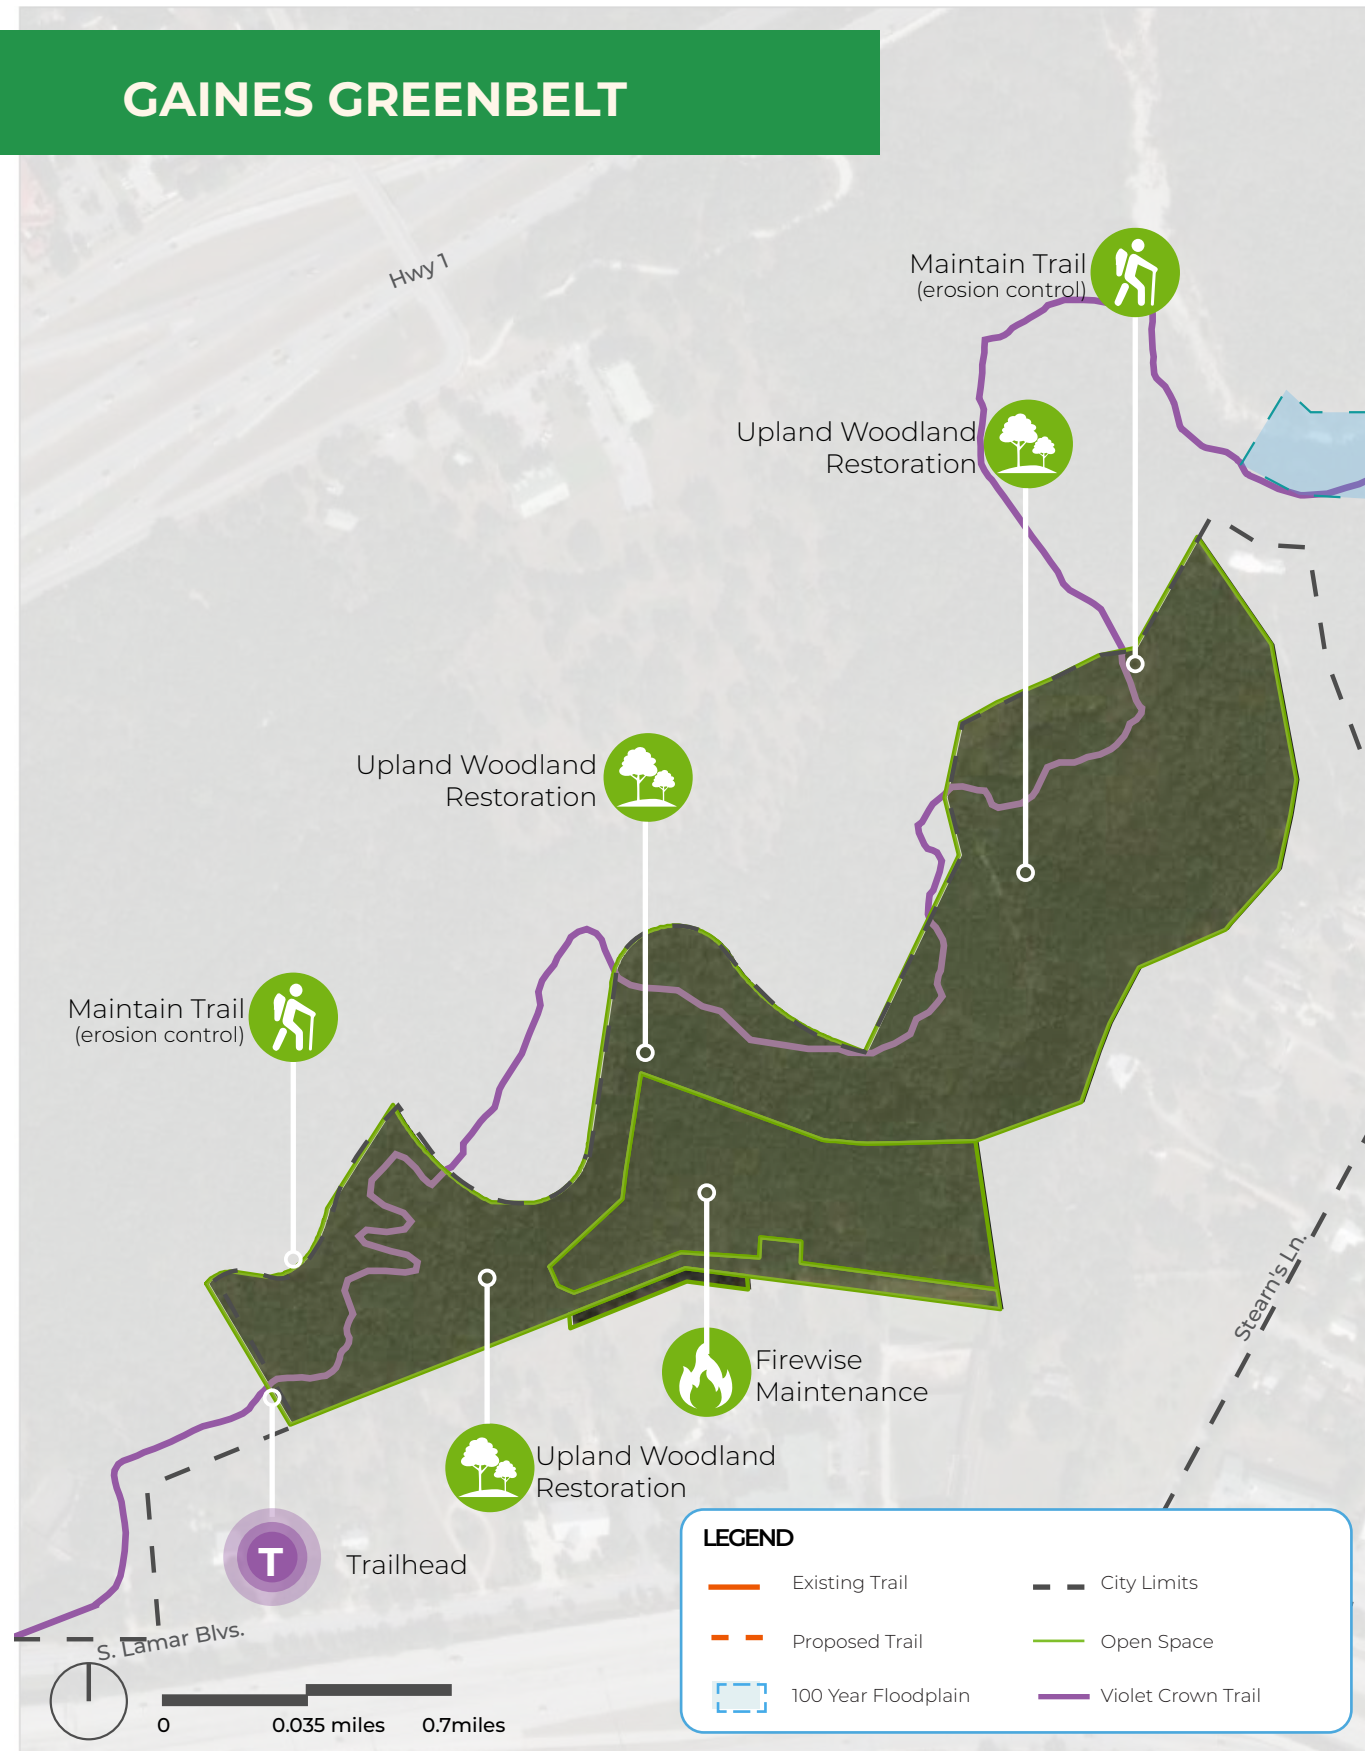 GAINES GREENBELT
Hwy 1
Maintain Trail
(erosion control)
Upland Woodland
Restoration
Upland Woodland
Restoration
Maintain Trail
(erosion control)
Stearn's Ln.
Firewise
Maintenance
Upland Woodland
Restoration
T
Trailhead
S. Lamar Blvs.
0
0.035 miles
0.7miles
LEGEND
Existing Trail
Proposed Trail
100 Year Floodplain
City Limits
Open Space
Violet Crown Trail